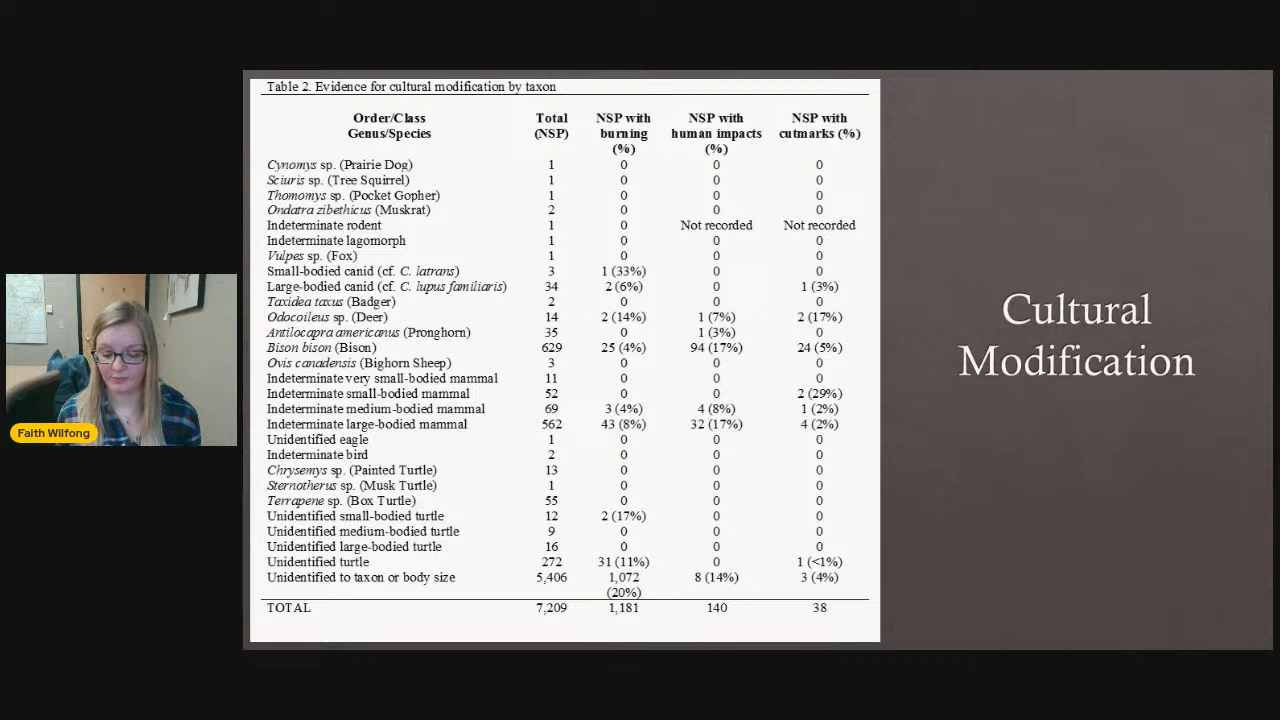 Table 2. Evidence for cultural modification by taxon
Order/Class Genus/Species Total (NSP) NSP with burning (%) NSP with human impacts (%) NSP with cutmarks (%)
Cynomys sp. (Prairie Dog) 1 0 0 0
Sciuris sp. (Tree Squirrel) 1 0 0 0
Thomomys sp. (Pocket Gopher) 1 0 0 0
Ondatra zibethicus (Muskrat) 2 0 0 0
Indeterminate rodent 1 0 Not recorded Not recorded
Indeterminate lagomorph 1 0 0 0
Vulpes sp. (Fox) 1 0 0 0
Small-bodied canid (cf. C. latrans) 3 1 (33%) 0 0
Large-bodied canid (cf. C. lupus familiaris) 34 2 (6%) 0 1 (3%)
Taxidea taxus (Badger) 2 0 0 0
Odocoileus sp. (Deer) 14 2 (14%) 1 (7%) 2 (17%)
Antilocapra americanus (Pronghorn) 35 0 1 (3%) 0
Bison bison (Bison) 629 25 (4%) 94 (17%) 24 (5%)
Ovis canadensis (Bighorn Sheep) 3 0 0 0
Indeterminate very small-bodied mammal 11 0 0 0
Indeterminate small-bodied mammal 52 0 0 2 (29%)
Indeterminate medium-bodied mammal 69 3 (4%) 4 (8%) 1 (2%)
Indeterminate large-bodied mammal 562 43 (8%) 32 (17%) 4 (2%)
Unidentified eagle 1 0 0 0
Indeterminate bird 2 0 0 0
Chrysemys sp. (Painted Turtle) 13 0 0 0
Sternotherus sp. (Musk Turtle) 1 0 0 0
Terrapene sp. (Box Turtle) 55 0 0 0
Unidentified small-bodied turtle 12 2 (17%) 0 0
Unidentified medium-bodied turtle 9 0 0 0
Unidentified large-bodied turtle 16 0 0 0
Unidentified turtle 272 31 (11%) 0 1 (<1%)
Unidentified to taxon or body size 5,406 1,072 (20%) 8 (14%) 3 (4%)
TOTAL 7,209 1,181 140 38
Cultural
Modification
Faith Wilfong